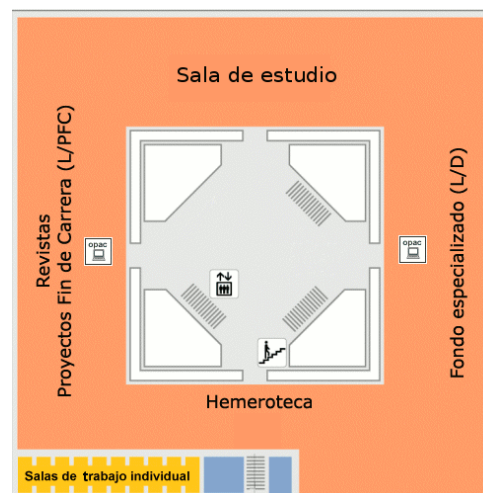 Sala de estudio
Revistas
Proyectos Fin de Carrera (L/PFC)
opac
opac
Fondo especializado (L/D)
Hemeroteca
Salas de trabajo individual